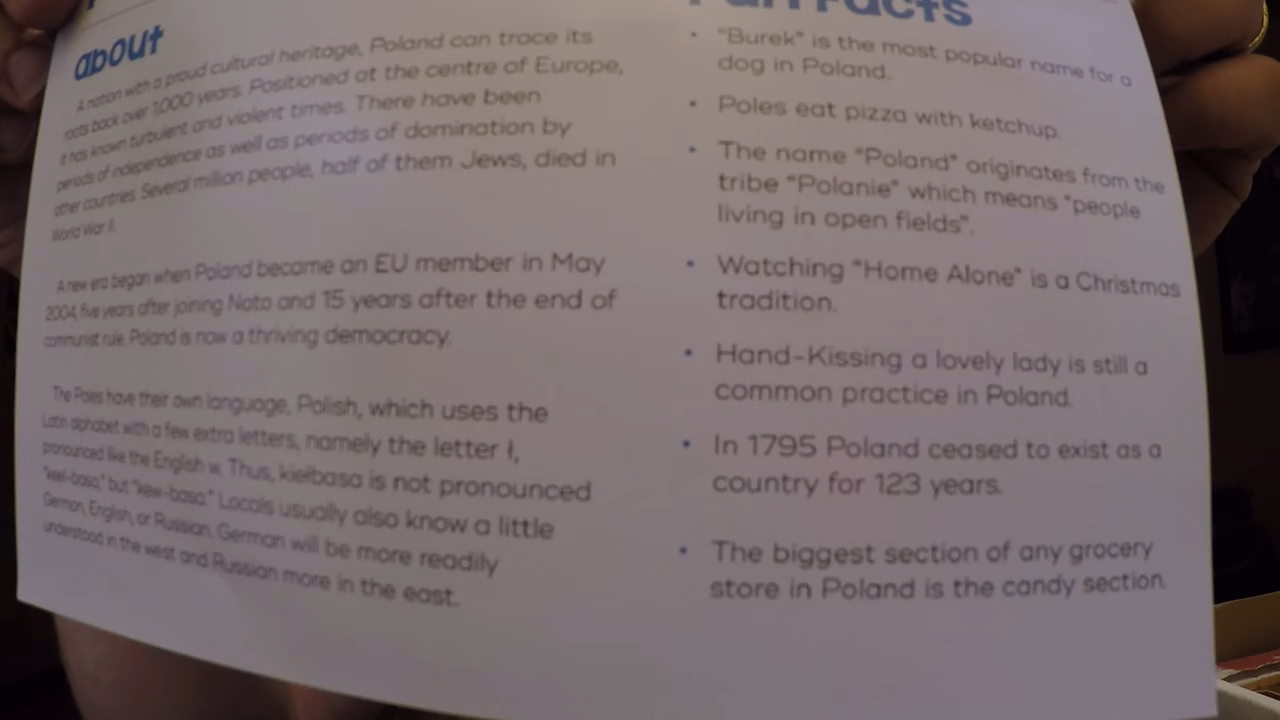 about
A nation with a proud cultural heritage, Poland can trace its
roots back over 1,000 years. Positioned at the centre of Europe,
it has known turbulent and violent times. There have been
periods of independence as well as periods of domination by
other countries. Several million people, half of them Jews, died in
World War II.
A new era began when Poland became an EU member in May
2004, five years after joining Nato and 15 years after the end of
communist rule. Poland is now a thriving democracy.
The Poles have their own language, Polish, which uses the
Latin alphabet with a few extra letters, namely the letter ł,
pronounced like the English w. Thus, kiełbasa is not pronounced
"keel-basa," but "kew-basa." Locals usually also know a little
German, English, or Russian. German will be more readily
understood in the west and Russian more in the east.
Fun Facts
• "Burek" is the most popular name for a
dog in Poland.
• Poles eat pizza with ketchup.
• The name "Poland" originates from the
tribe "Polanie" which means "people
living in open fields".
• Watching "Home Alone" is a Christmas
tradition.
• Hand-Kissing a lovely lady is still a
common practice in Poland.
• In 1795 Poland ceased to exist as a
country for 123 years.
• The biggest section of any grocery
store in Poland is the candy section.